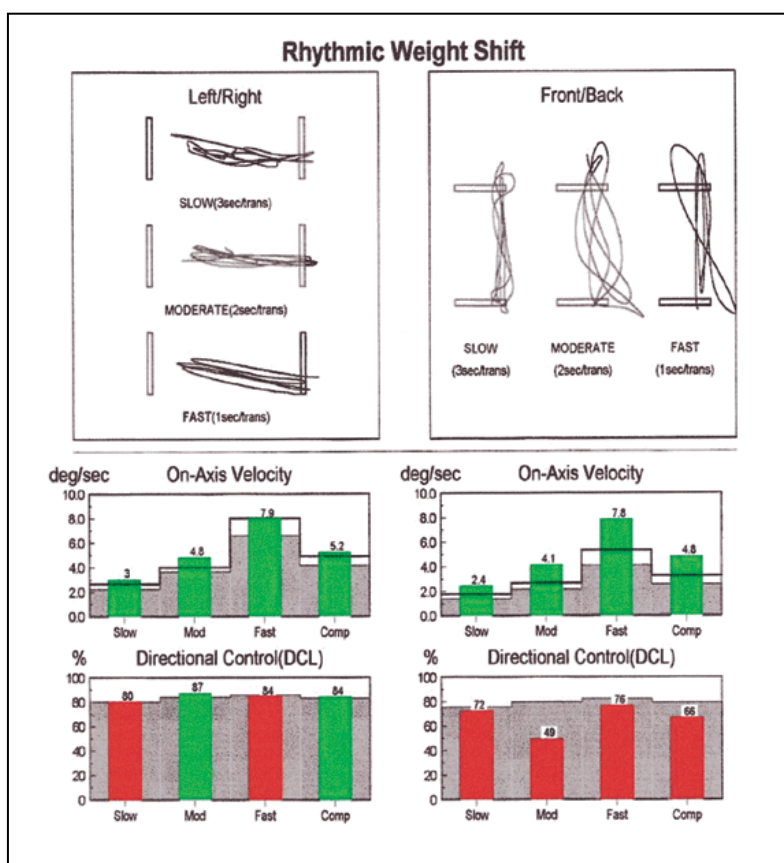 Rhythmic Weight Shift
Left/Right
SLOW(3sec/trans)
MODERATE(2sec/trans)
FAST(1sec/trans)
Front/Back
SLOW MODERATE FAST
(3sec/trans) (2sec/trans) (1sec/trans)
deg/sec On-Axis Velocity
10.0
8.0
6.0
4.0
2.0
0.0
3 4.8 7.9 5.2
Slow Mod Fast Comp
deg/sec On-Axis Velocity
10.0
8.0
6.0
4.0
2.0
0.0
2.4 4.1 7.8 4.8
Slow Mod Fast Comp
% Directional Control(DCL)
100
80
60
40
20
0
80 87 84 84
Slow Mod Fast Comp
% Directional Control(DCL)
100
80
60
40
20
0
72 49 76 66
Slow Mod Fast Comp